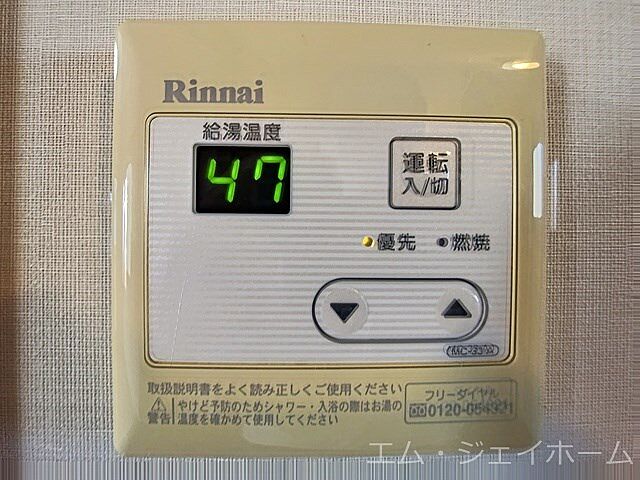 Rinnai
給湯温度
47
運転
入/切
優先
燃焼
取扱説明書をよく読み正しくご使用ください
警告
やけど予防のためシャワー・入浴の際はお湯の
温度を確かめて使用してください
フリーダイヤル
エム・ジェイホーム